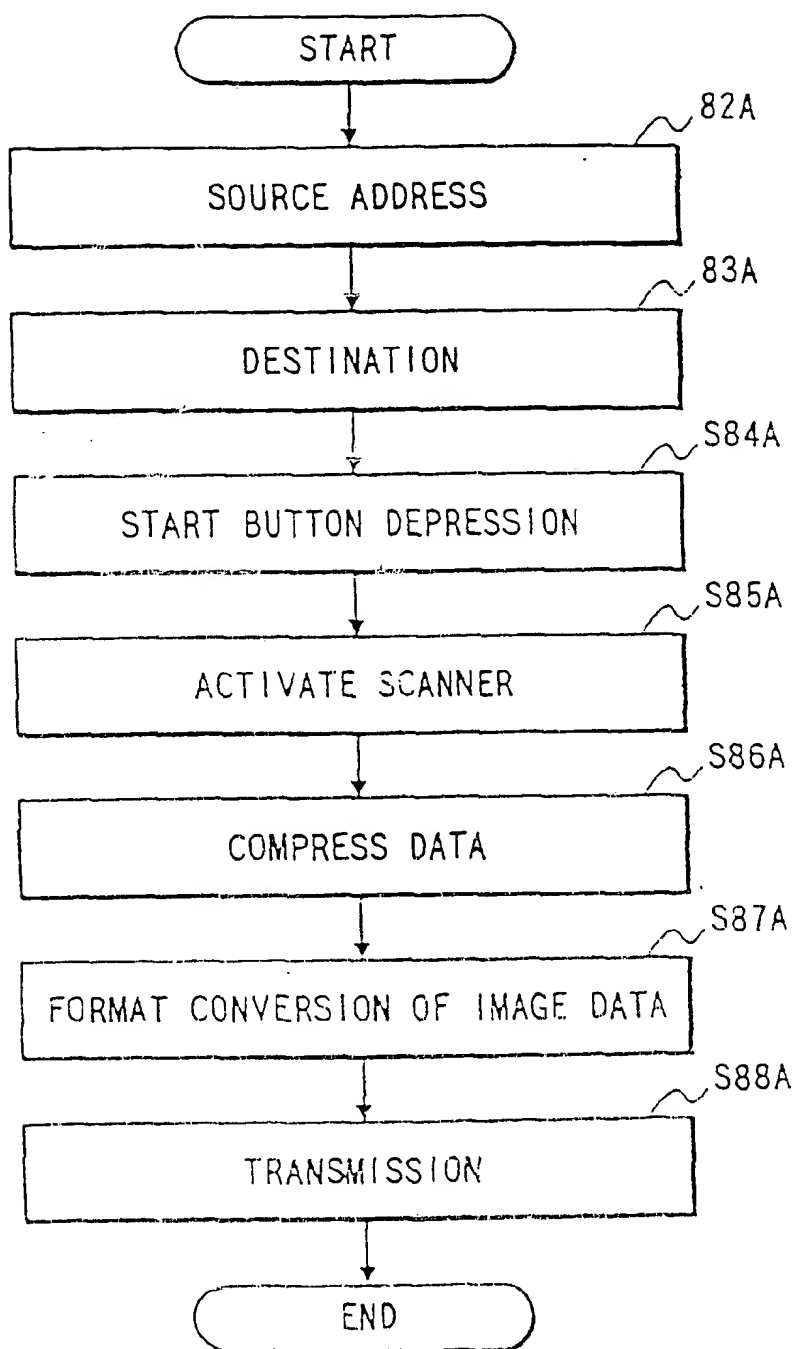 START
82A
SOURCE ADDRESS
83A
DESTINATION
S84A
START BUTTON DEPRESSION
S85A
ACTIVATE SCANNER
S86A
COMPRESS DATA
S87A
FORMAT CONVERSION OF IMAGE DATA
S88A
TRANSMISSION
END